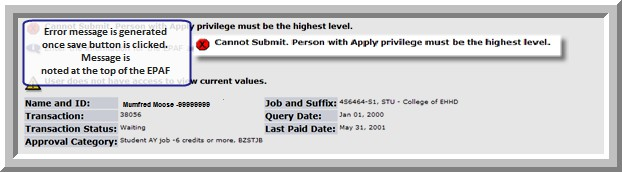 Cannot Submit. Person with Apply privilege must be the highest level.
Error message is generated
once save button is clicked.
Message is
noted at the top of the EPAF
Cannot Submit. Person with Apply privilege must be the highest level.
EPAF
User does not have access to view current values.
Name and ID: Mumfred Moose -99999999 Job and Suffix: 4S6464-S1, STU - College of EHHD
Transaction: 38056 Query Date: Jan 01, 2000
Transaction Status: Waiting Last Paid Date: May 31, 2001
Approval Category: Student AY job -6 credits or more, BZSTJB